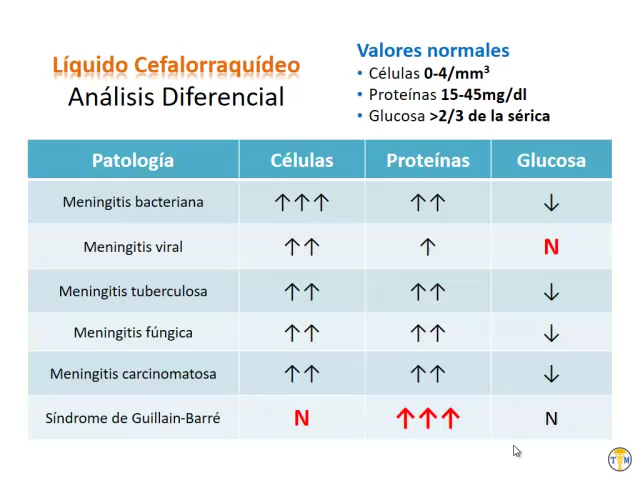 Líquido Cefalorraquídeo
Análisis Diferencial
Valores normales
• Células 0-4/mm³
• Proteínas 15-45mg/dl
• Glucosa >2/3 de la sérica
Patología Células Proteínas Glucosa
Meningitis bacteriana ↑↑↑ ↑↑ ↓
Meningitis viral ↑↑ ↑ N
Meningitis tuberculosa ↑↑ ↑↑ ↓
Meningitis fúngica ↑↑ ↑↑ ↓
Meningitis carcinomatosa ↑↑ ↑↑ ↓
Síndrome de Guillain-Barré N ↑↑↑ N
T M